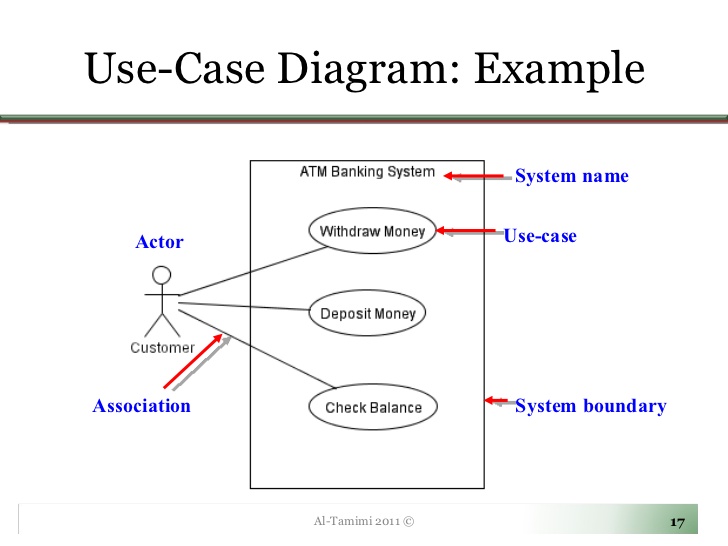 Use-Case Diagram: Example
ATM Banking System
System name
Withdraw Money
Use-case
Actor
Deposit Money
Customer
Association
Check Balance
System boundary
Al-Tamimi 2011 ©
17